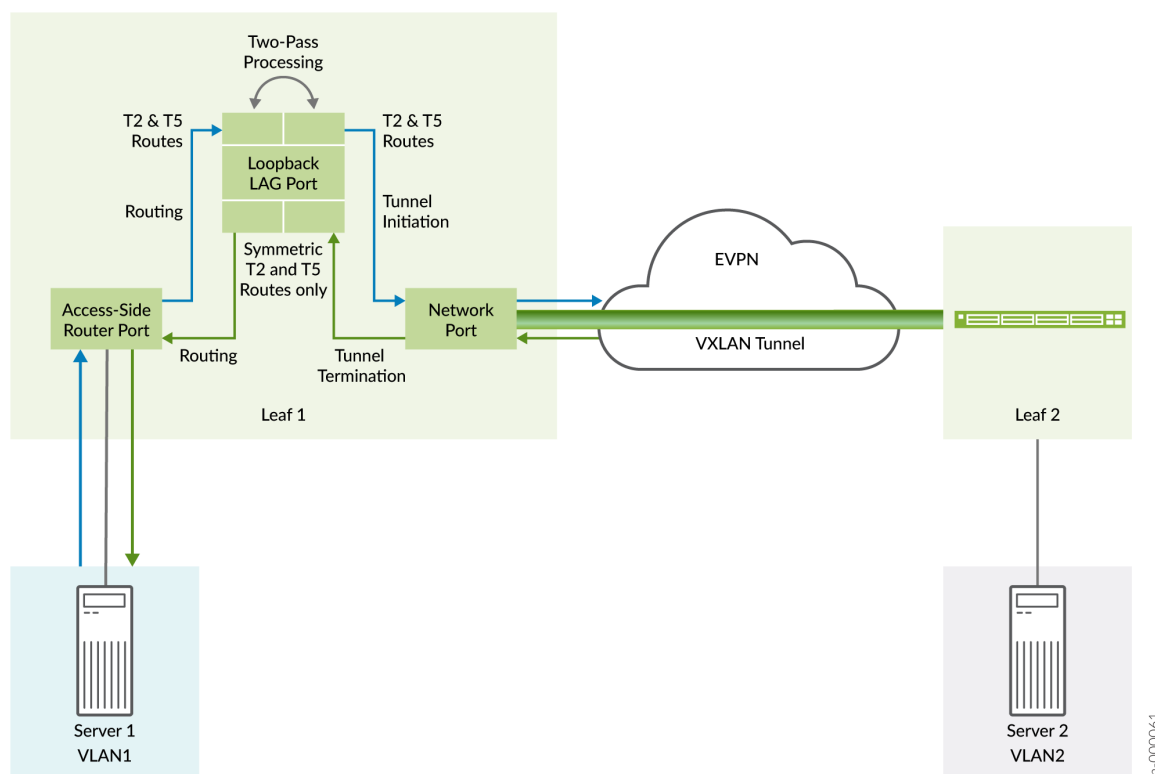 Two-Pass
Processing
T2 & T5
Routes
T2 & T5
Routes
Loopback
LAG Port
Routing
Tunnel
Initiation
Symmetric
T2 and T5
Routes only
Access-Side
Router Port
Network
Port
EVPN
VXLAN Tunnel
Routing
Tunnel
Termination
Leaf 1
Leaf 2
Server 1
VLAN1
Server 2
VLAN2